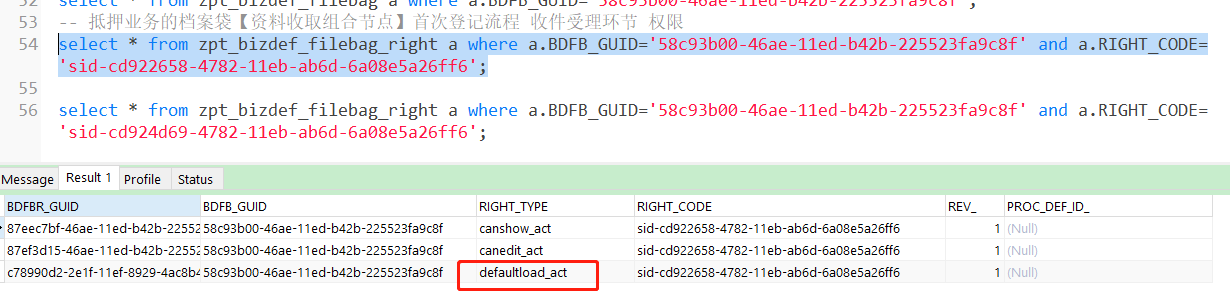 52 select * from zpt_bizdef_filebag a where a.BDFB_GUID='58c93b00-46ae-11ed-b42b-225523fa9c8f';
53 -- 抵押业务的档案袋【资料收取组合节点】首次登记流程 收件受理环节 权限
54 select * from zpt_bizdef_filebag_right a where a.BDFB_GUID='58c93b00-46ae-11ed-b42b-225523fa9c8f' and a.RIGHT_CODE=
'sid-cd922658-4782-11eb-ab6d-6a08e5a26ff6';
55
56 select * from zpt_bizdef_filebag_right a where a.BDFB_GUID='58c93b00-46ae-11ed-b42b-225523fa9c8f' and a.RIGHT_CODE=
'sid-cd924d69-4782-11eb-ab6d-6a08e5a26ff6';
Message Result 1 Profile Status
BDFBR_GUID BDFB_GUID RIGHT_TYPE RIGHT_CODE REV_ PROC_DEF_ID_
87eec7bf-46ae-11ed-b42b-22552 58c93b00-46ae-11ed-b42b-225523fa9c8f canshow_act sid-cd922658-4782-11eb-ab6d-6a08e5a26ff6 1 (Null)
87ef3d15-46ae-11ed-b42b-22552 58c93b00-46ae-11ed-b42b-225523fa9c8f canedit_act sid-cd922658-4782-11eb-ab6d-6a08e5a26ff6 1 (Null)
c78990d2-2e1f-11ef-8929-4ac8b4 58c93b00-46ae-11ed-b42b-225523fa9c8f defaultload_act sid-cd922658-4782-11eb-ab6d-6a08e5a26ff6 1 (Null)